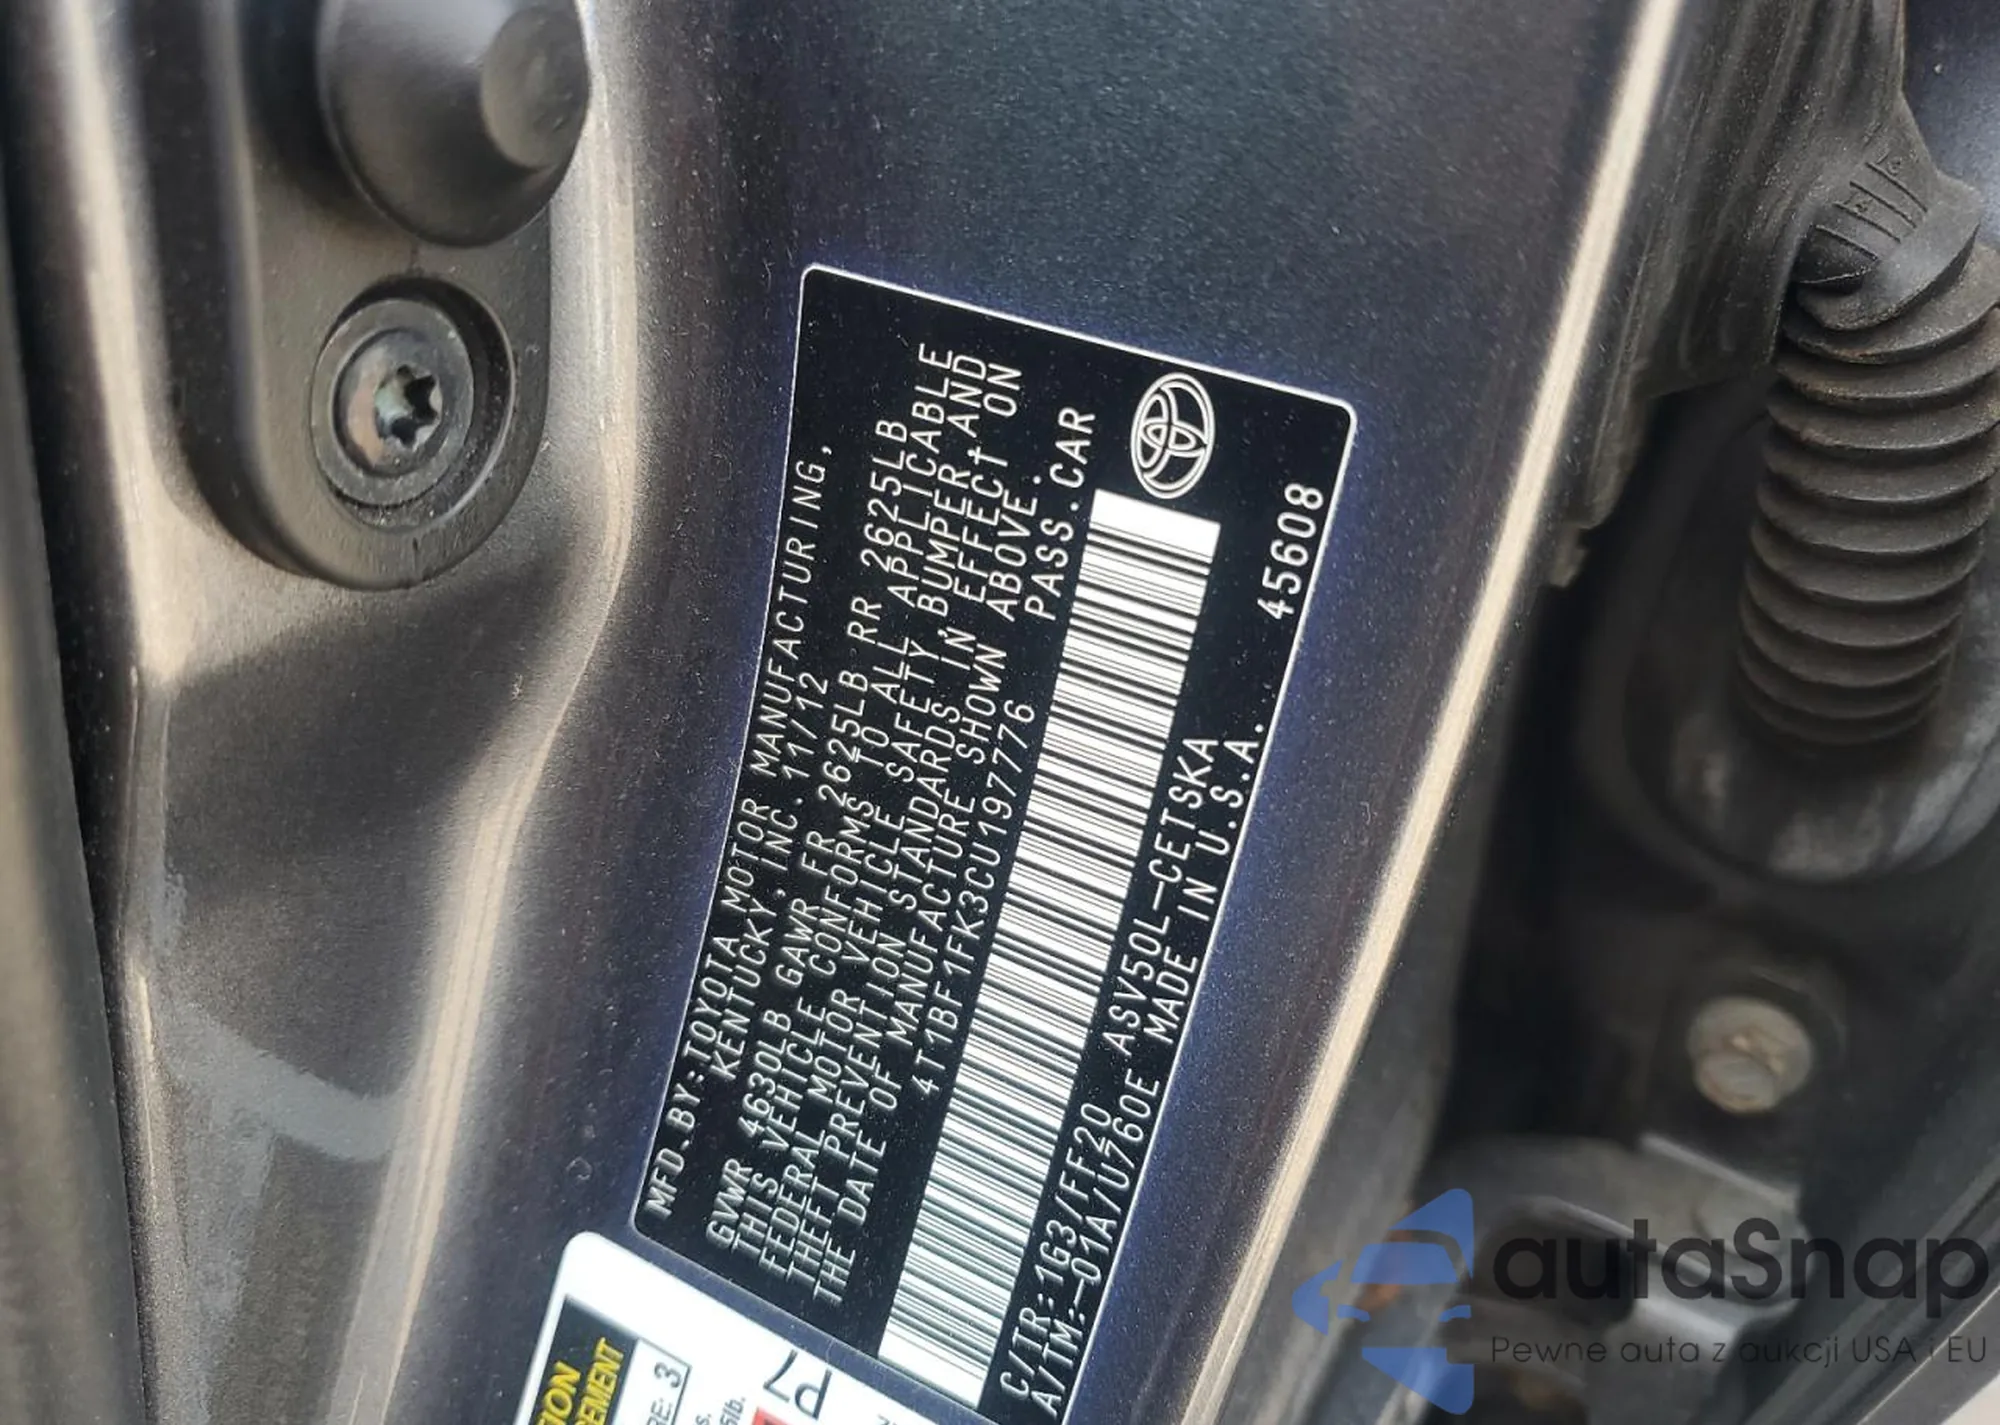 MFD.BY:TOYOTA MOTOR MANUFACTURING,
KENTUCKY, INC. 11/12
GVWR 4630LB GAWR FR 2625LB RR 2625LB
THIS VEHICLE CONFORMS TO ALL APPLICABLE
FEDERAL MOTOR VEHICLE SAFETY, BUMPER, AND
THEFT PREVENTION STANDARDS IN EFFECT ON
THE DATE OF MANUFACTURE SHOWN ABOVE.
4T1BF1FK3CU197776 PASS.CAR
C/TR:1G3/FF20 ASV50L-CETSKA
A/TM:-01A/U760E MADE IN U.S.A. 45608
P7
RE: 3
autaSnap
Pewne auta z aukcji USA i EU